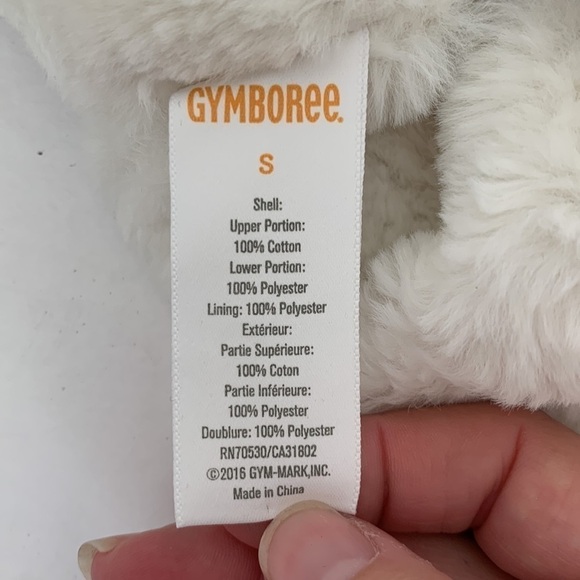 GYMBOREE.
S
Shell:
Upper Portion:
100% Cotton
Lower Portion:
100% Polyester
Lining: 100% Polyester
Extérieur:
Partie Supérieure:
100% Coton
Partie Inférieure:
100% Polyester
Doublure: 100% Polyester
RN70530/CA31802
©2016 GYM-MARK,INC.
Made in China